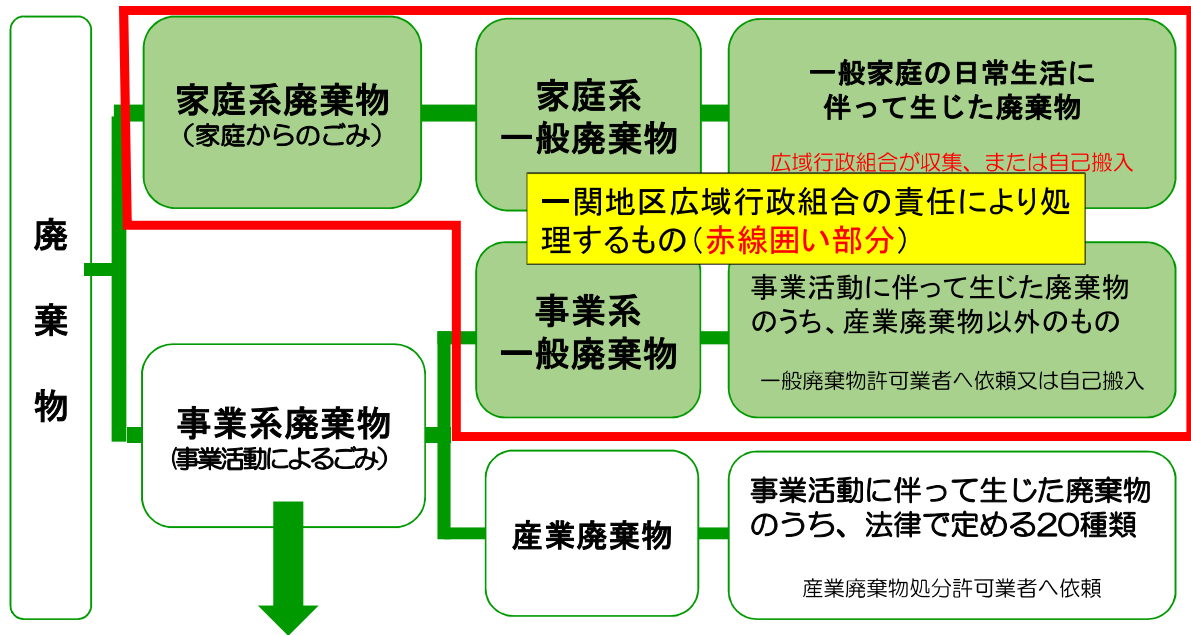 廃棄物
家庭系廃棄物
（家庭からのごみ）
家庭系
一般廃棄物
一般家庭の日常生活に
伴って生じた廃棄物
広域行政組合が収集、または自己搬入
一関地区広域行政組合の責任により処
理するもの（赤線囲い部分）
事業系廃棄物
(事業活動によるごみ）
事業系
一般廃棄物
事業活動に伴って生じた廃棄物
のうち、産業廃棄物以外のもの
一般廃棄物許可業者へ依頼又は自己搬入
産業廃棄物
事業活動に伴って生じた廃棄物
のうち、法律で定める20種類
産業廃棄物処分許可業者へ依頼